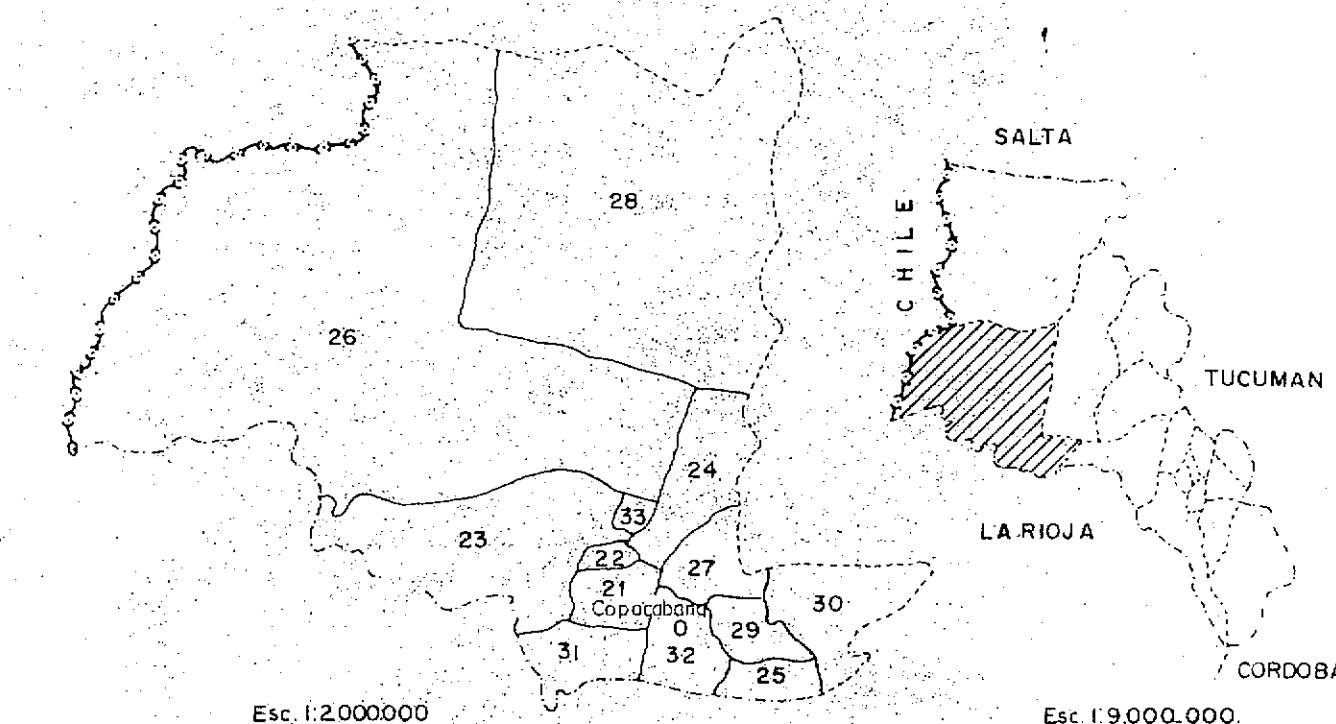 SALTA
CHILE
28
26
TUCUMAN
24
33
23
LA RIOJA
22
27
21
30
Copacabana
0
29
31
32
25
CORDOBA
Esc. 1:2.000.000
Esc. 1:9.000.000.